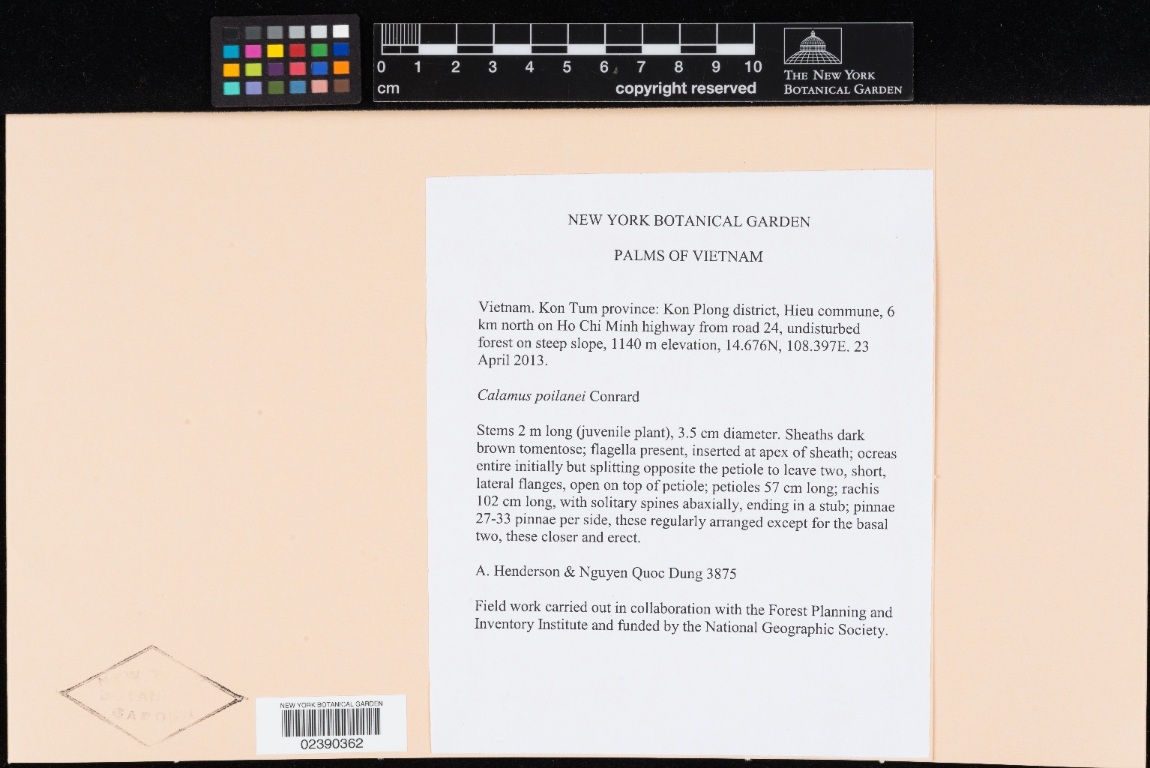 0 1 2 3 4 5 6 7 8 9 10
cm
copyright reserved
THE NEW YORK
BOTANICAL GARDEN
NEW YORK BOTANICAL GARDEN
PALMS OF VIETNAM
Vietnam. Kon Tum province: Kon Plong district, Hieu commune, 6
km north on Ho Chi Minh highway from road 24, undisturbed
forest on steep slope, 1140 m elevation, 14.676N, 108.397E. 23
April 2013.
Calamus poilanei Conrard
Stems 2 m long (juvenile plant), 3.5 cm diameter. Sheaths dark
brown tomentose; flagella present, inserted at apex of sheath; ocreas
entire initially but splitting opposite the petiole to leave two, short,
lateral flanges, open on top of petiole; petioles 57 cm long; rachis
102 cm long, with solitary spines abaxially, ending in a stub; pinnae
27-33 pinnae per side, these regularly arranged except for the basal
two, these closer and erect.
A. Henderson & Nguyen Quoc Dung 3875
Field work carried out in collaboration with the Forest Planning and
Inventory Institute and funded by the National Geographic Society.
NEW YORK BOTANICAL GARDEN
02390362